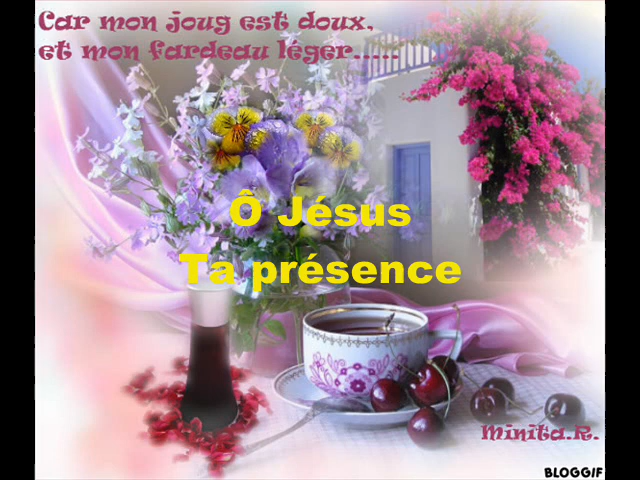 Car mon joug est doux,
et mon fardeau léger.....
Ô Jésus
Ta présence
Minita.R.
BLOGGIF